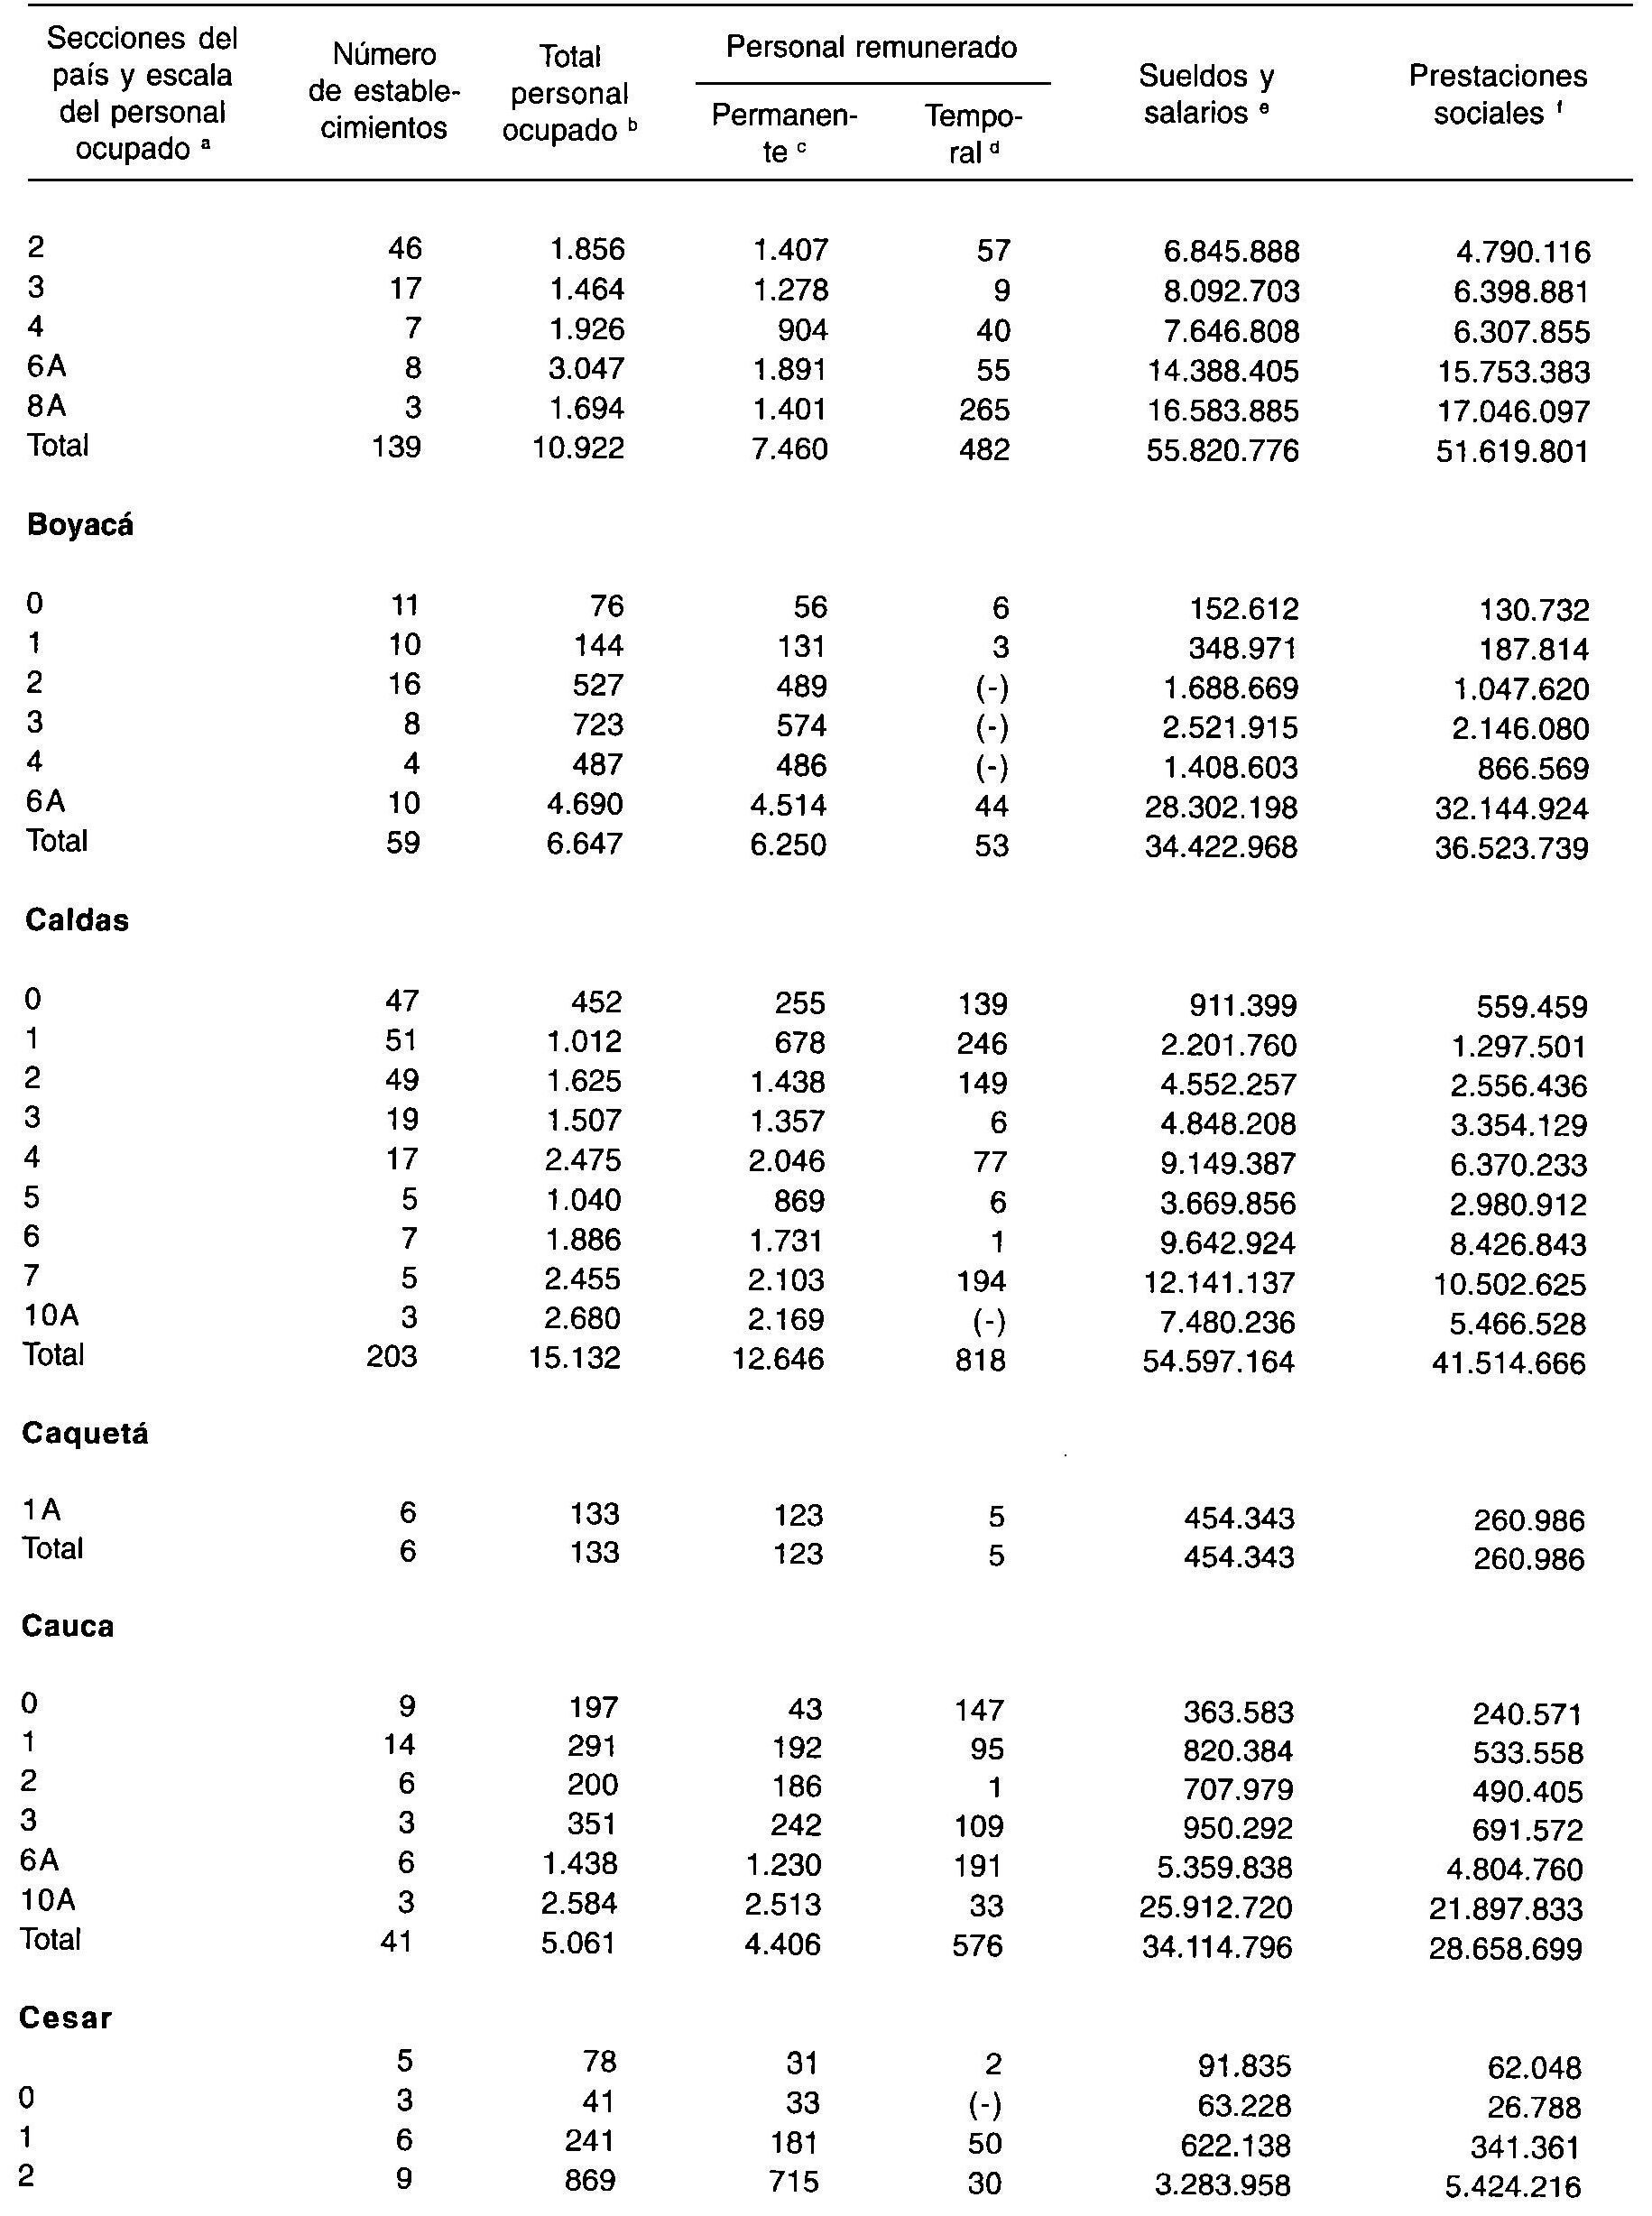 Secciones del país y escala del personal ocupado a | Número de estable-cimientos | Total personal ocupado b | Personal remunerado | Permanen-te c | Tempo-ral d | Sueldos y salarios e | Prestaciones sociales f
2 46 1.856 1.407 57 6.845.888 4.790.116
3 17 1.464 1.278 9 8.092.703 6.398.881
4 7 1.926 904 40 7.646.808 6.307.855
6A 8 3.047 1.891 55 14.388.405 15.753.383
8A 3 1.694 1.401 265 16.583.885 17.046.097
Total 139 10.922 7.460 482 55.820.776 51.619.801
Boyacá
0 11 76 56 6 152.612 130.732
1 10 144 131 3 348.971 187.814
2 16 527 489 (-) 1.688.669 1.047.620
3 8 723 574 (-) 2.521.915 2.146.080
4 4 487 486 (-) 1.408.603 866.569
6A 10 4.690 4.514 44 28.302.198 32.144.924
Total 59 6.647 6.250 53 34.422.968 36.523.739
Caldas
0 47 452 255 139 911.399 559.459
1 51 1.012 678 246 2.201.760 1.297.501
2 49 1.625 1.438 149 4.552.257 2.556.436
3 19 1.507 1.357 6 4.848.208 3.354.129
4 17 2.475 2.046 77 9.149.387 6.370.233
5 5 1.040 869 6 3.669.856 2.980.912
6 7 1.886 1.731 1 9.642.924 8.426.843
7 5 2.455 2.103 194 12.141.137 10.502.625
10A 3 2.680 2.169 (-) 7.480.236 5.466.528
Total 203 15.132 12.646 818 54.597.164 41.514.666
Caquetá
1A 6 133 123 5 454.343 260.986
Total 6 133 123 5 454.343 260.986
Cauca
0 9 197 43 147 363.583 240.571
1 14 291 192 95 820.384 533.558
2 6 200 186 1 707.979 490.405
3 3 351 242 109 950.292 691.572
6A 6 1.438 1.230 191 5.359.838 4.804.760
10A 3 2.584 2.513 33 25.912.720 21.897.833
Total 41 5.061 4.406 576 34.114.796 28.658.699
Cesar
5 78 31 2 91.835 62.048
0 3 41 33 (-) 63.228 26.788
1 6 241 181 50 622.138 341.361
2 9 869 715 30 3.283.958 5.424.216